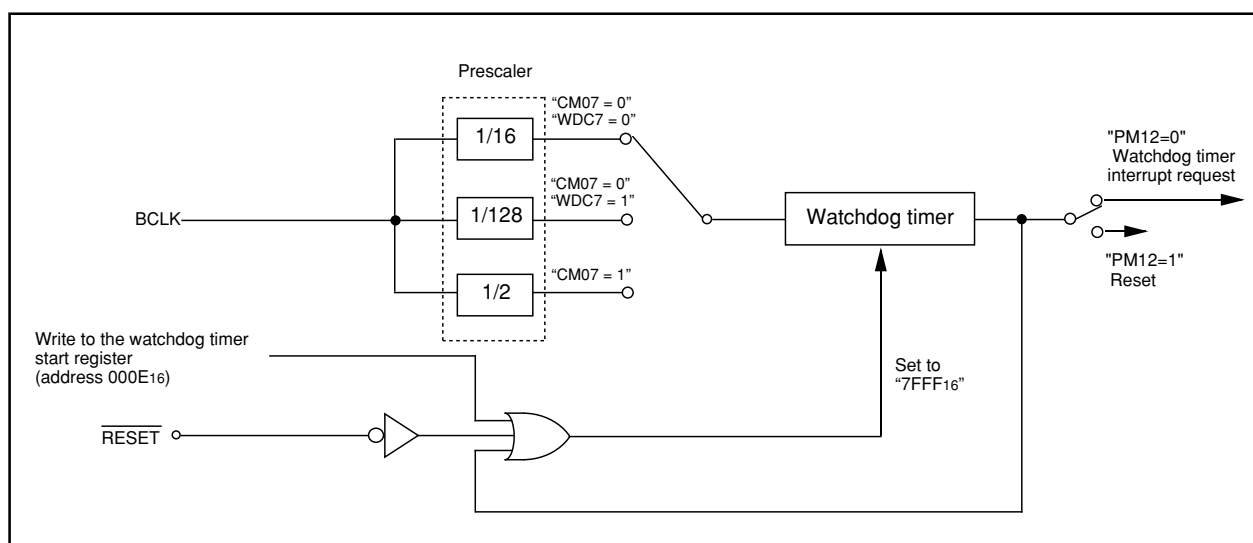 Prescaler
“CM07 = 0”
“WDC7 = 0”
1/16
"PM12=0"
Watchdog timer
interrupt request
“CM07 = 0”
“WDC7 = 1”
BCLK
1/128
Watchdog timer
"PM12=1"
Reset
“CM07 = 1”
1/2
Write to the watchdog timer
start register
(address 000E16)
Set to
“7FFF16”
RESET